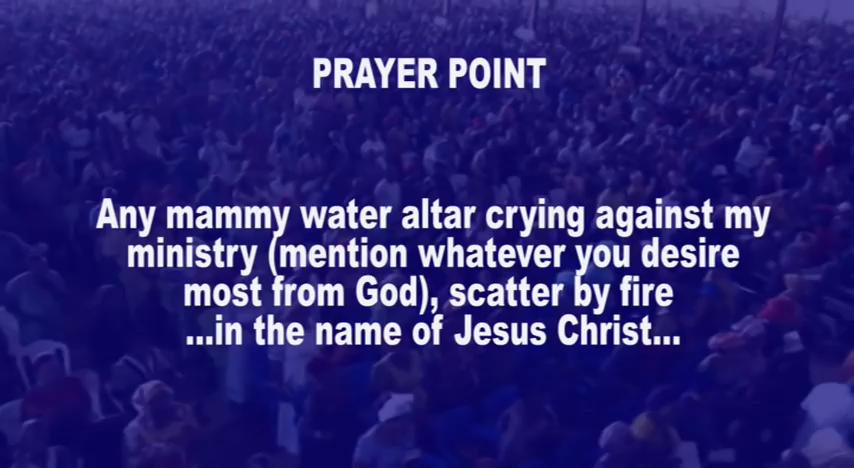 PRAYER POINT
Any mammy water altar crying against my
ministry (mention whatever you desire
most from God), scatter by fire
...in the name of Jesus Christ...